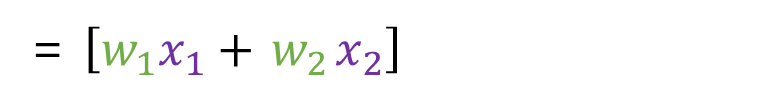 = [w₁x₁ + w₂x₂]